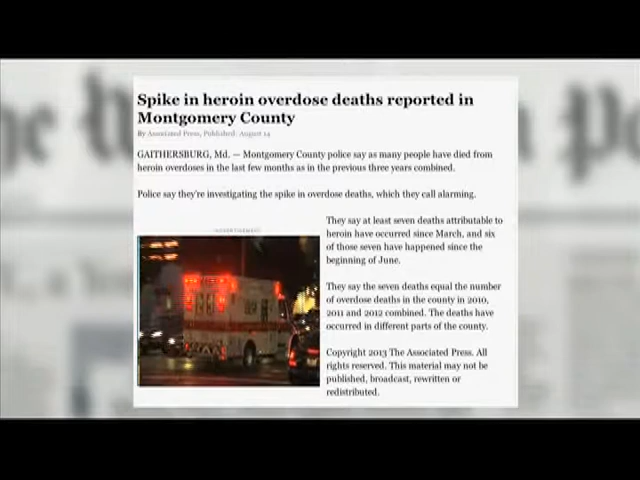 The W
n Po
Spike in heroin overdose deaths reported in
Montgomery County
By Associated Press, Published: August 14
GAITHERSBURG, Md. — Montgomery County police say as many people have died from
heroin overdoses in the last few months as in the previous three years combined.
Police say they're investigating the spike in overdose deaths, which they call alarming.
ADVERTISEMENT
They say at least seven deaths attributable to
heroin have occurred since March, and six
of those seven have happened since the
beginning of June.
They say the seven deaths equal the number
of overdose deaths in the county in 2010,
2011 and 2012 combined. The deaths have
occurred in different parts of the county.
Copyright 2013 The Associated Press. All
rights reserved. This material may not be
published, broadcast, rewritten or
redistributed.